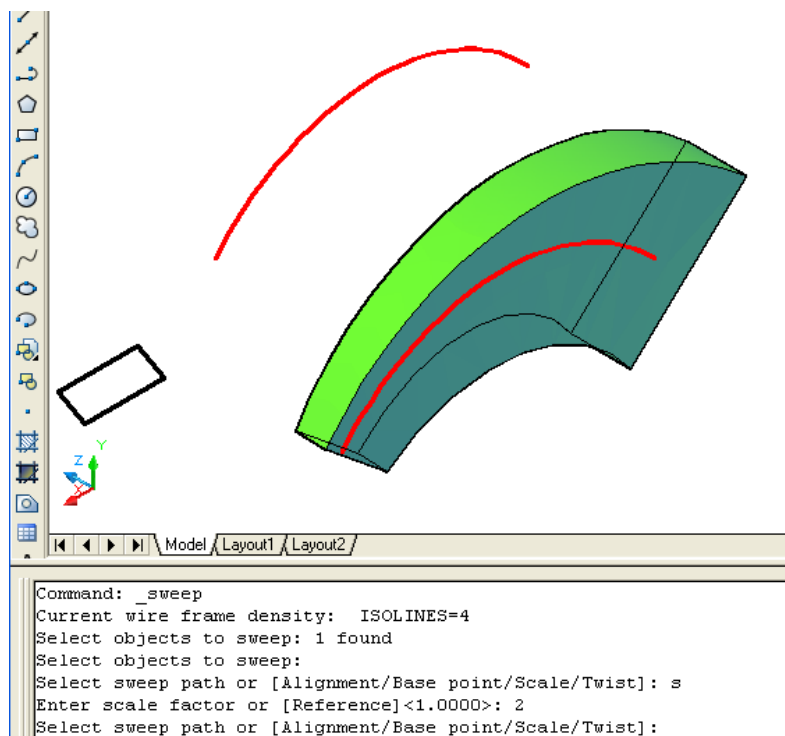 Z
Y
X
Model Layout1 Layout2
Command: _sweep
Current wire frame density:  ISOLINES=4
Select objects to sweep: 1 found
Select objects to sweep:
Select sweep path or [Alignment/Base point/Scale/Twist]: s
Enter scale factor or [Reference]<1.0000>: 2
Select sweep path or [Alignment/Base point/Scale/Twist]: